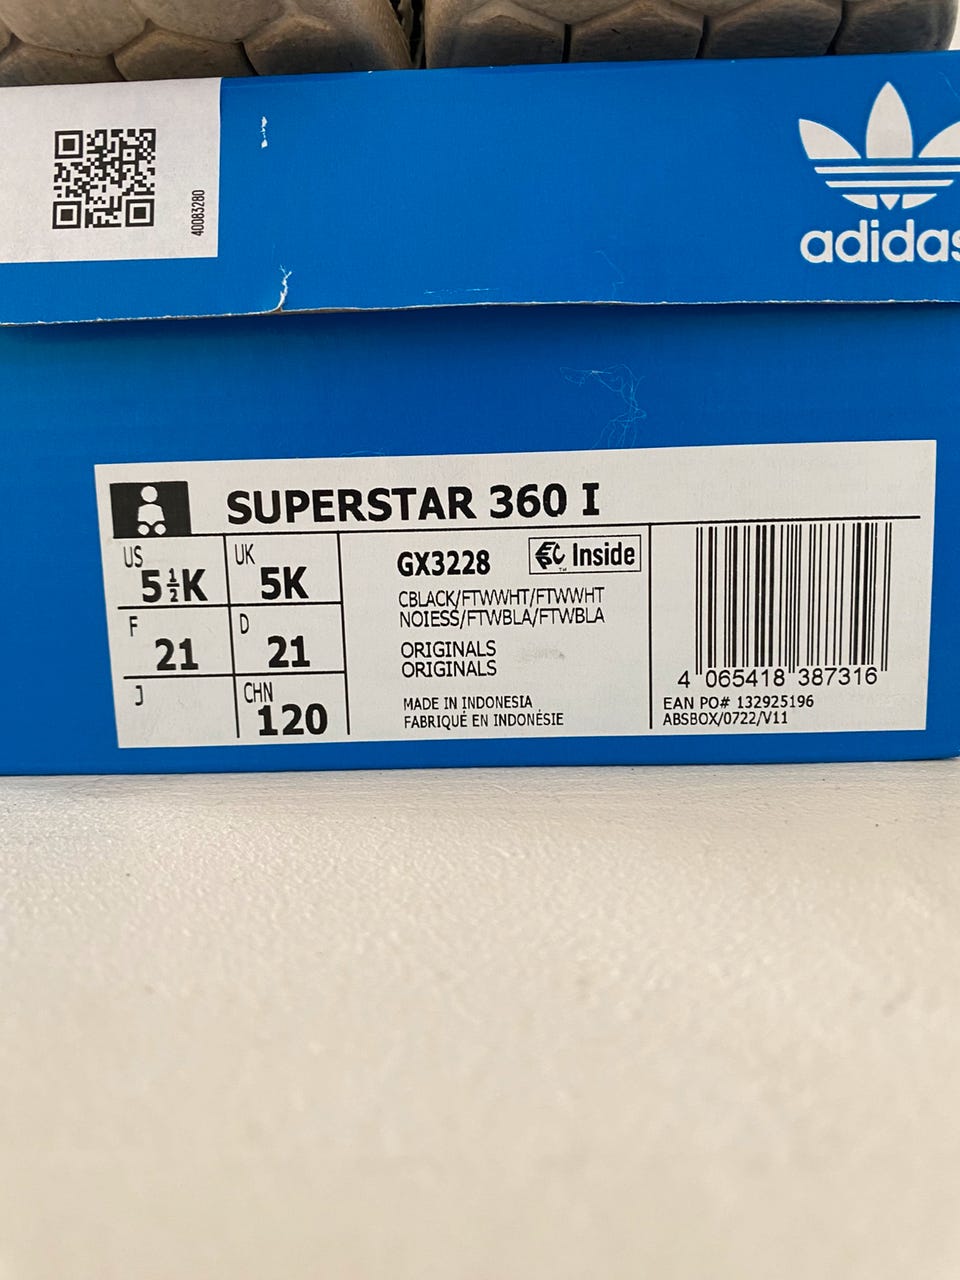 40083280
adidas
SUPERSTAR 360 I
US
5½K
UK
5K
F
21
D
21
J
CHN
120
GX3228
Inside
CBLACK/FTWWHT/FTWWHT
NOIESS/FTWBLA/FTWBLA
ORIGINALS
ORIGINALS
MADE IN INDONESIA
FABRIQUÉ EN INDONÉSIE
4 065418 387316
EAN PO# 132925196
ABSBOX/0722/V11